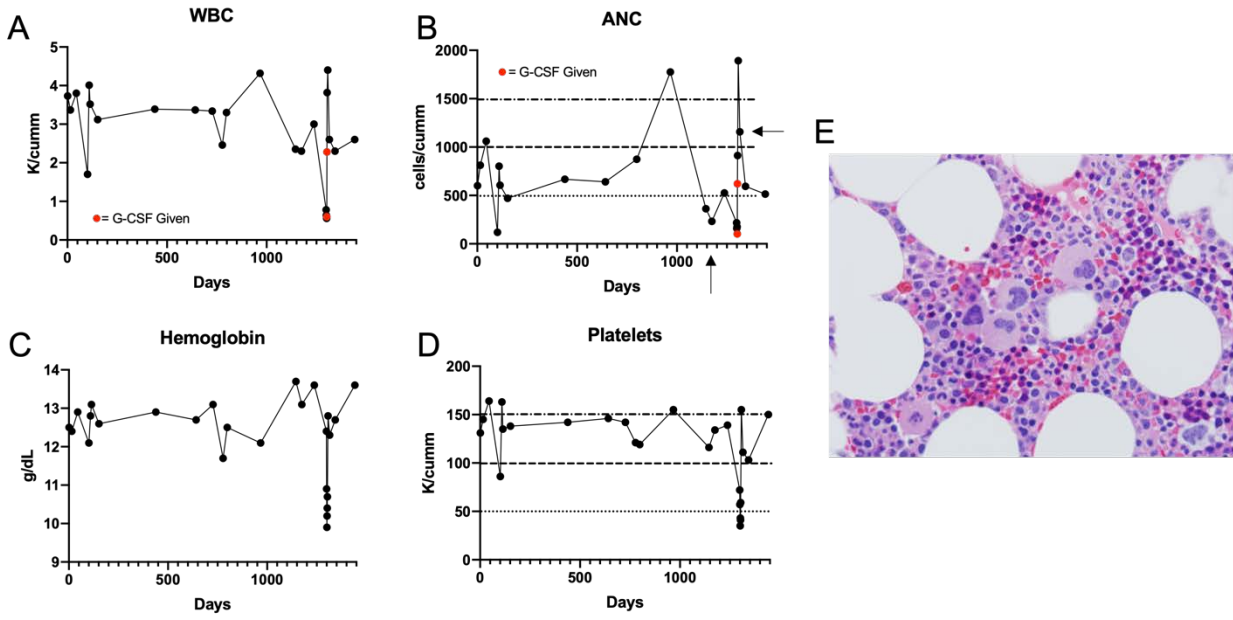 A
WBC
K/cumm
5
4
3
2
1
0
= G-CSF Given
0
500
1000
Days
B
ANC
cells/cumm
2000
1500
1000
500
0
= G-CSF Given
0
500
1000
Days
C
Hemoglobin
g/dL
14
13
12
11
10
9
0
500
1000
Days
D
Platelets
K/cumm
200
150
100
50
0
0
500
1000
Days
E